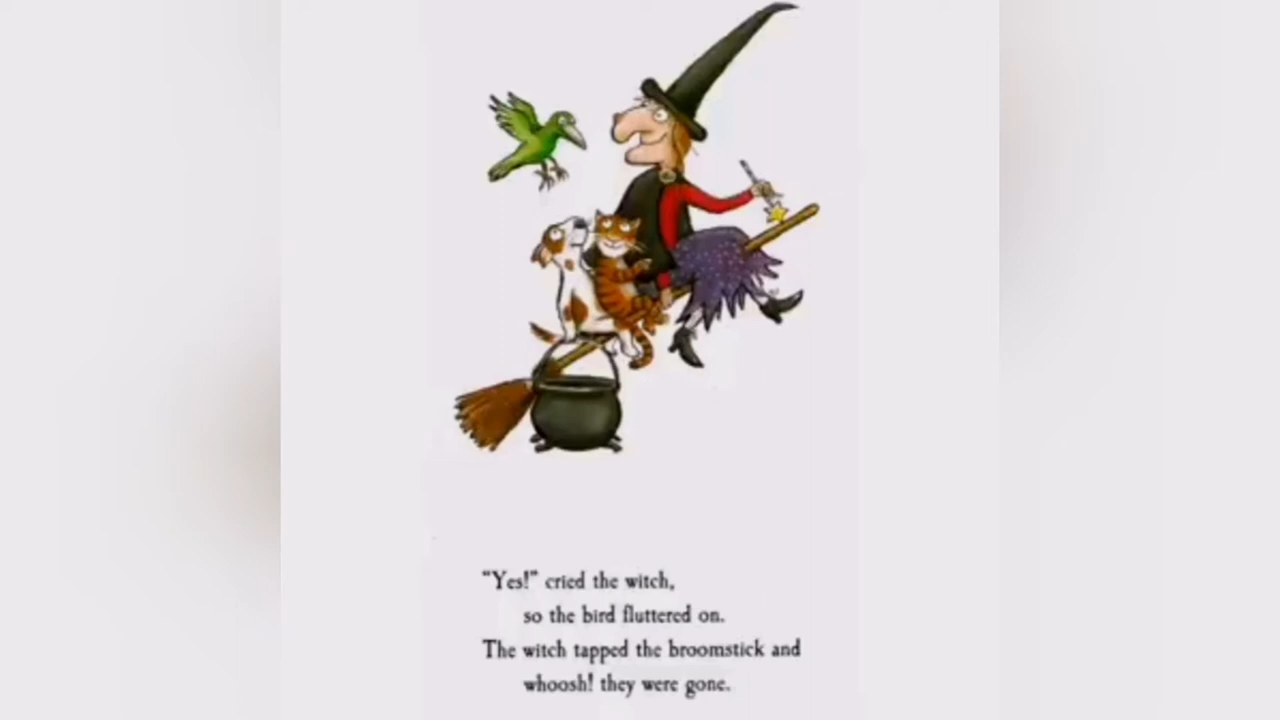 "Yes!" cried the witch,
so the bird fluttered on.
The witch tapped the broomstick and
whoosh! they were gone.